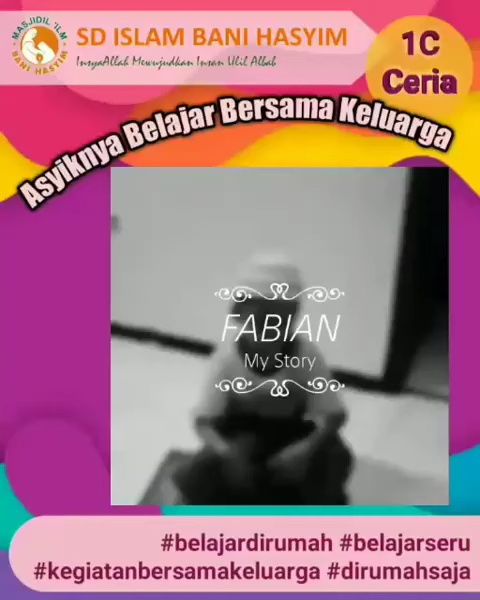 MASJIDIL 'ILM
BANI HASYIM
SD ISLAM BANI HASYIM
InsyaAllah Mewujudkan Insan Ulil Albab
1C
Ceria
Asyiknya Belajar Bersama Keluarga
FABIAN
My Story
#belajardirumah #belajarseru
#kegiatanbersamakeluarga #dirumahsaja